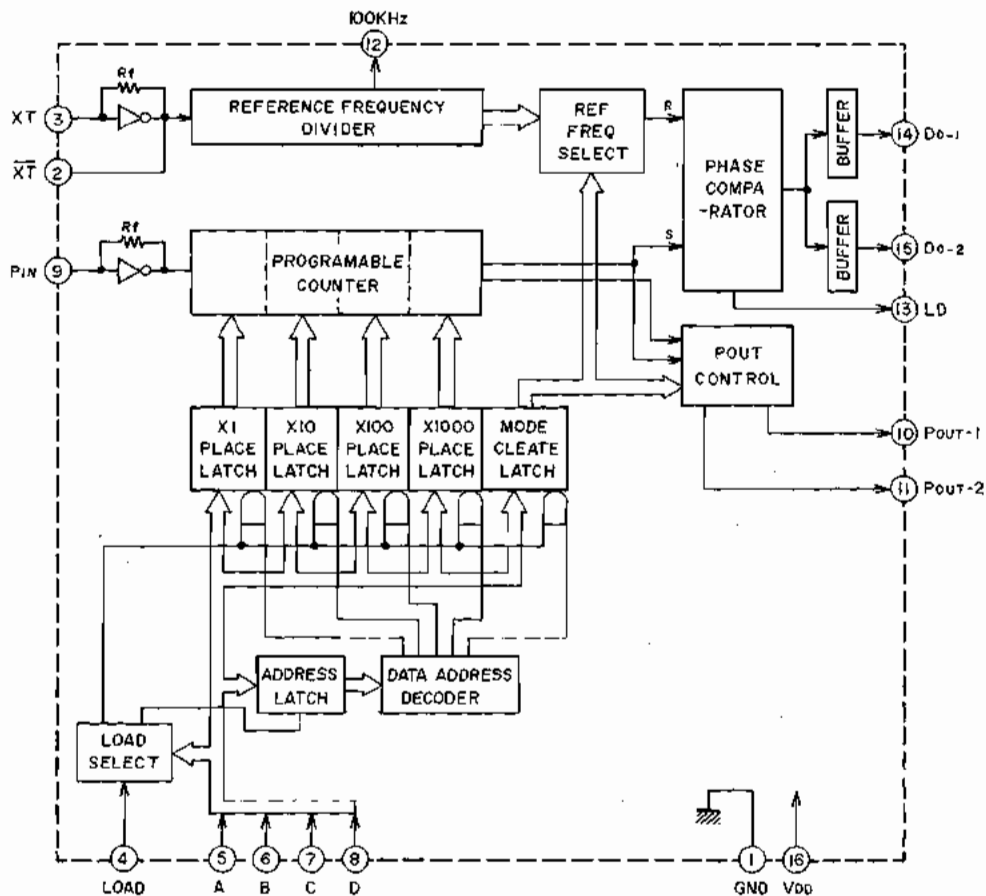 100KHz
12
Rf
XT
3
REFERENCE FREQUENCY
DIVIDER
REF
FREQ
SELECT
R
PHASE
COMPA
-RATOR
BUFFER
14
DO-1
XT
2
S
BUFFER
15
DO-2
Rf
PIN
9
PROGRAMABLE
COUNTER
13
LD
POUT
CONTROL
X1
PLACE
LATCH
X10
PLACE
LATCH
X100
PLACE
LATCH
X1000
PLACE
LATCH
MODE
CLEATE
LATCH
10
POUT-1
11
POUT-2
ADDRESS
LATCH
DATA ADDRESS
DECODER
LOAD
SELECT
4
5
6
7
8
1
16
LOAD
A
B
C
D
GND
VDD